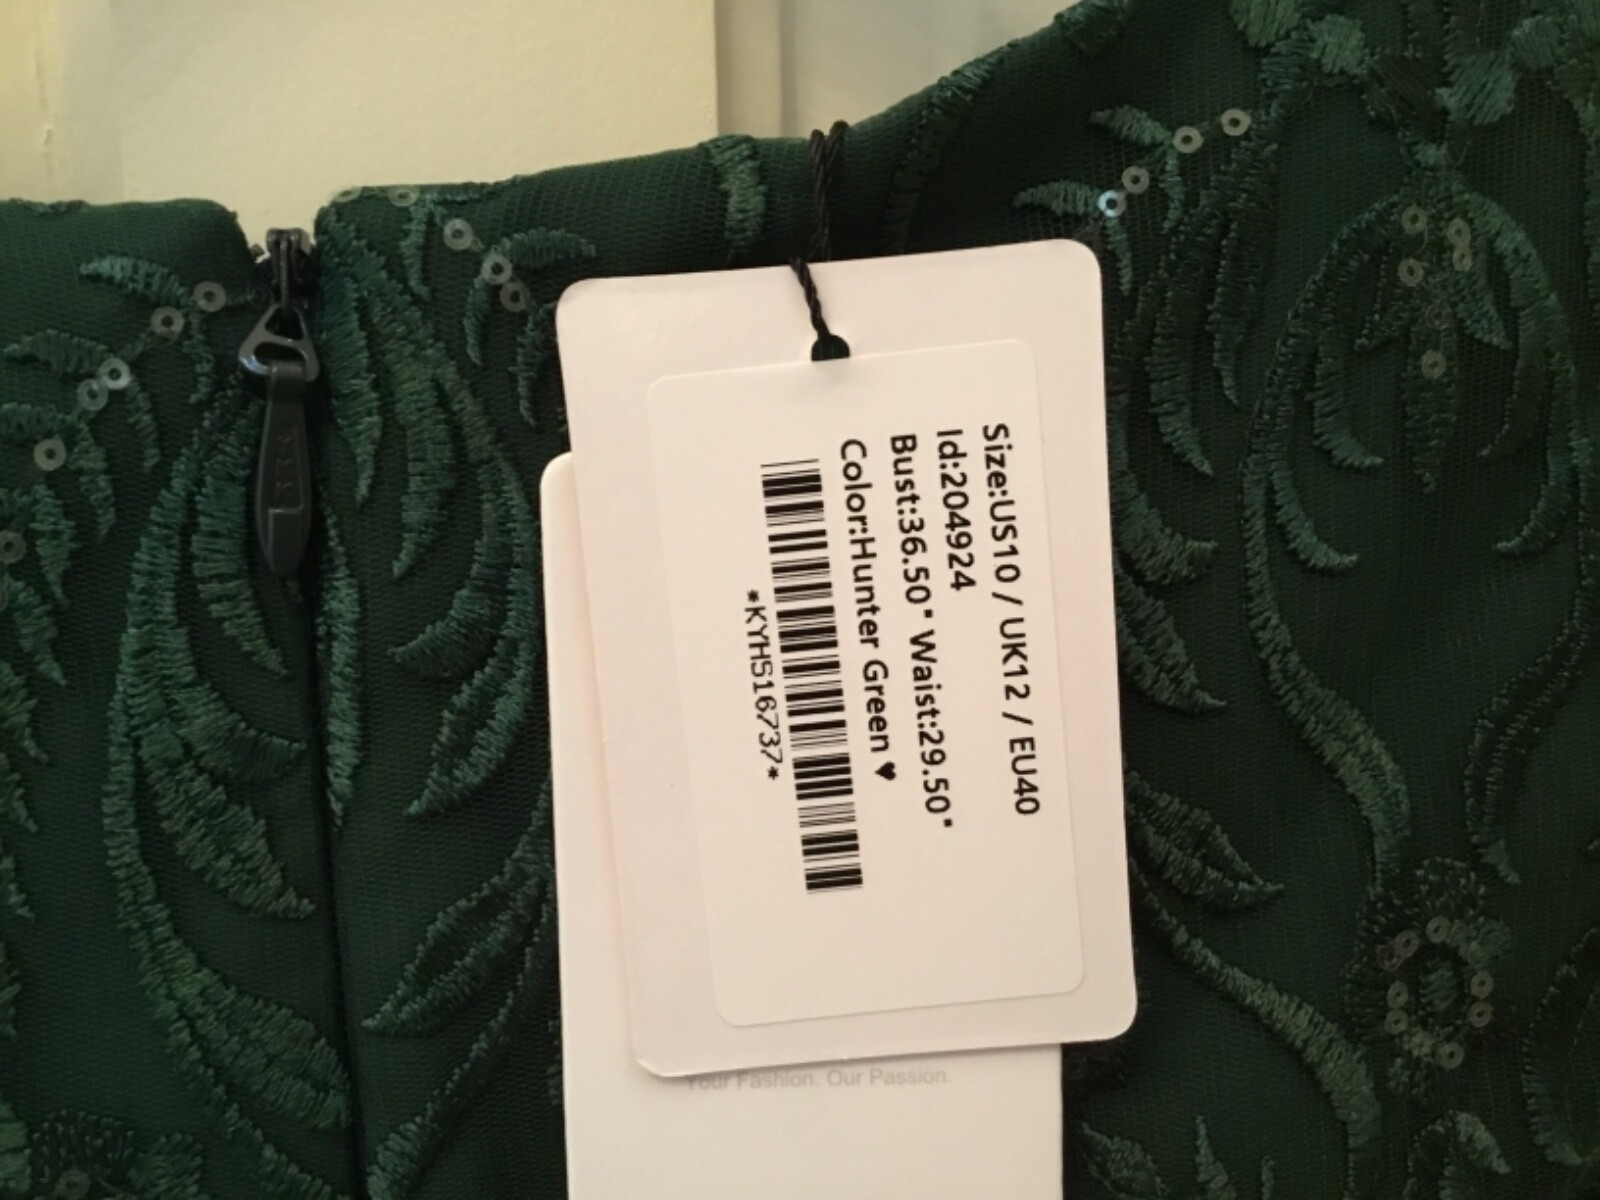 Size:US10 / UK12 / EU40
Id:204924
Bust:36.50" Waist:29.50"
Color:Hunter Green ♥
*KYHS16737*
Your Fashion. Our Passion.